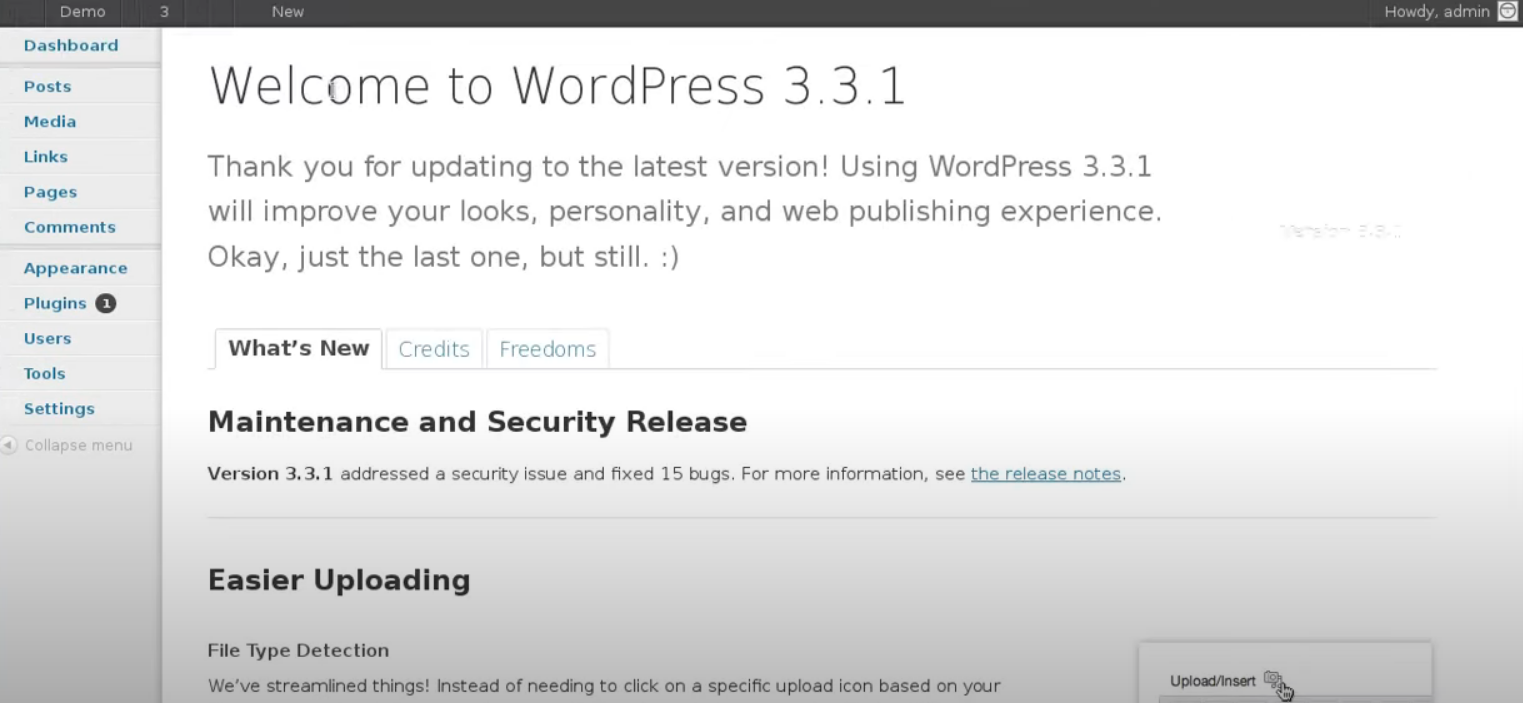 Demo 3 New Howdy, admin
Dashboard
Posts
Media
Links
Pages
Comments
Appearance
Plugins 1
Users
Tools
Settings
Collapse menu
Welcome to WordPress 3.3.1
Thank you for updating to the latest version! Using WordPress 3.3.1
will improve your looks, personality, and web publishing experience.
Okay, just the last one, but still. :)
Version 3.3.1
What’s New Credits Freedoms
Maintenance and Security Release
Version 3.3.1 addressed a security issue and fixed 15 bugs. For more information, see the release notes.
Easier Uploading
File Type Detection
We’ve streamlined things! Instead of needing to click on a specific upload icon based on your
Upload/Insert